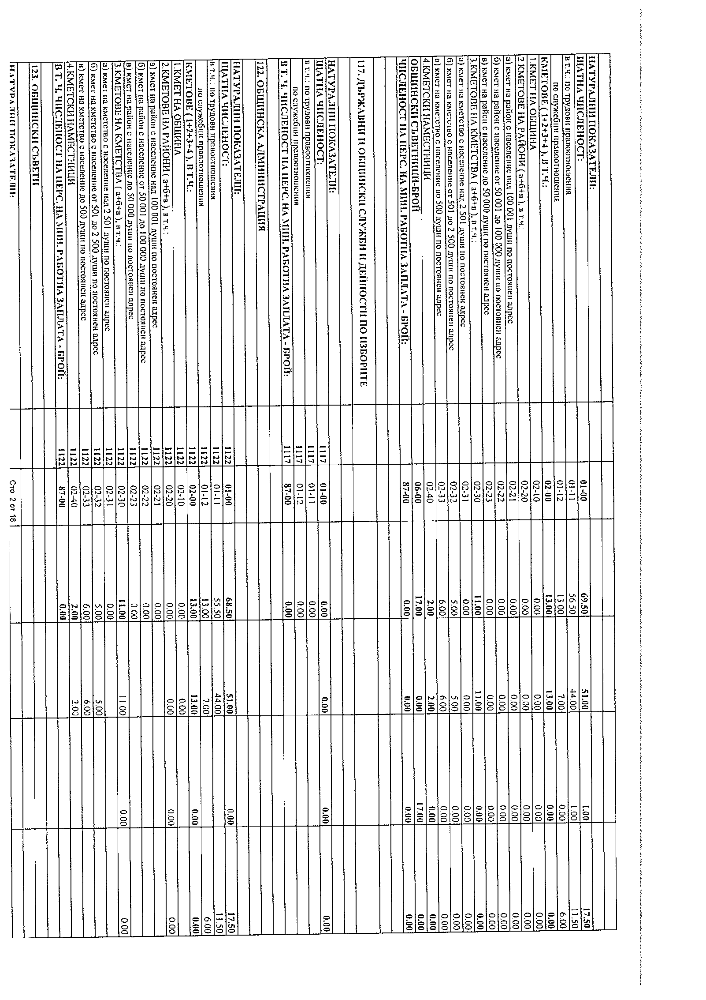 НАТУРАЛНИ ПОКАЗАТЕЛИ:
ЩАТНА ЧИСЛЕНОСТ: 01-00 69.50 51.00 1.00 17.50
в т.ч.: по трудови правоотношения 01-11 56.50 44.00 1.00 11.50
по служебни правоотношения 01-12 13.00 7.00 0.00 6.00
КМЕТОВЕ ( 1+2+3+4 ), В Т.Ч.: 02-00 13.00 13.00 0.00 0.00
1.КМЕТ НА ОБЩИНА 02-10 0.00 0.00 0.00 0.00
2.КМЕТОВЕ НА РАЙОНИ ( а+б+в ), в т.ч.: 02-20 0.00 0.00 0.00 0.00
а) кмет на район с население над 100 001 души по постоянен адрес 02-21 0.00 0.00 0.00 0.00
б) кмет на район с население от 50 001 до 100 000 души по постоянен адрес 02-22 0.00 0.00 0.00 0.00
в) кмет на район с население до 50 000 души по постоянен адрес 02-23 0.00 0.00 0.00 0.00
3.КМЕТОВЕ НА КМЕТСТВА ( а+б+в ), в т.ч.: 02-30 11.00 11.00 0.00 0.00
а) кмет на кметство с население над 2 501 души по постоянен адрес 02-31 0.00 0.00 0.00 0.00
б) кмет на кметство с население от 501 до 2 500 души по постоянен адрес 02-32 5.00 5.00 0.00 0.00
в) кмет на кметство с население до 500 души по постоянен адрес 02-33 6.00 6.00 0.00 0.00
4.КМЕТСКИ НАМЕСТНИЦИ 02-40 2.00 2.00 0.00 0.00
ОБЩИНСКИ СЪВЕТНИЦИ-БРОЙ 06-00 17.00 0.00 17.00 0.00
ЧИСЛЕНОСТ НА ПЕРС. НА МИН. РАБОТНА ЗАПЛАТА - БРОЙ: 87-00 0.00 0.00 0.00 0.00
117. ДЪРЖАВНИ И ОБЩИНСКИ СЛУЖБИ И ДЕЙНОСТИ ПО ИЗБОРИТЕ
НАТУРАЛНИ ПОКАЗАТЕЛИ:
ЩАТНА ЧИСЛЕНОСТ: 1117 01-00 0.00 0.00 0.00 0.00
в т.ч.: по трудови правоотношения 1117 01-11 0.00
по служебни правоотношения 1117 01-12 0.00
В Т. Ч. ЧИСЛЕНОСТ НА ПЕРС. НА МИН. РАБОТНА ЗАПЛАТА - БРОЙ: 1117 87-00 0.00
122. ОБЩИНСКА АДМИНИСТРАЦИЯ
НАТУРАЛНИ ПОКАЗАТЕЛИ:
ЩАТНА ЧИСЛЕНОСТ: 1122 01-00 68.50 51.00 0.00 17.50
в т.ч.: по трудови правоотношения 1122 01-11 55.50 44.00 11.50
по служебни правоотношения 1122 01-12 13.00 7.00 6.00
КМЕТОВЕ ( 1+2+3+4 ), В Т.Ч.: 1122 02-00 13.00 13.00 0.00 0.00
1.КМЕТ НА ОБЩИНА 1122 02-10 0.00 0.00
2.КМЕТОВЕ НА РАЙОНИ ( а+б+в ), в т.ч.: 1122 02-20 0.00 0.00 0.00 0.00
а) кмет на район с население над 100 001 души по постоянен адрес 1122 02-21 0.00
б) кмет на район с население от 50 001 до 100 000 души по постоянен адрес 1122 02-22 0.00
в) кмет на район с население до 50 000 души по постоянен адрес 1122 02-23 0.00
3.КМЕТОВЕ НА КМЕТСТВА ( а+б+в ), в т.ч.: 1122 02-30 11.00 11.00 0.00 0.00
а) кмет на кметство с население над 2 501 души по постоянен адрес 1122 02-31 0.00
б) кмет на кметство с население от 501 до 2 500 души по постоянен адрес 1122 02-32 5.00 5.00
в) кмет на кметство с население до 500 души по постоянен адрес 1122 02-33 6.00 6.00
4.КМЕТСКИ НАМЕСТНИЦИ 1122 02-40 2.00 2.00
В Т. Ч. ЧИСЛЕНОСТ НА ПЕРС. НА МИН. РАБОТНА ЗАПЛАТА - БРОЙ: 1122 87-00 0.00
123. ОБЩИНСКИ СЪВЕТИ
НАТУРАЛНИ ПОКАЗАТЕЛИ:
Стр 2 от 18